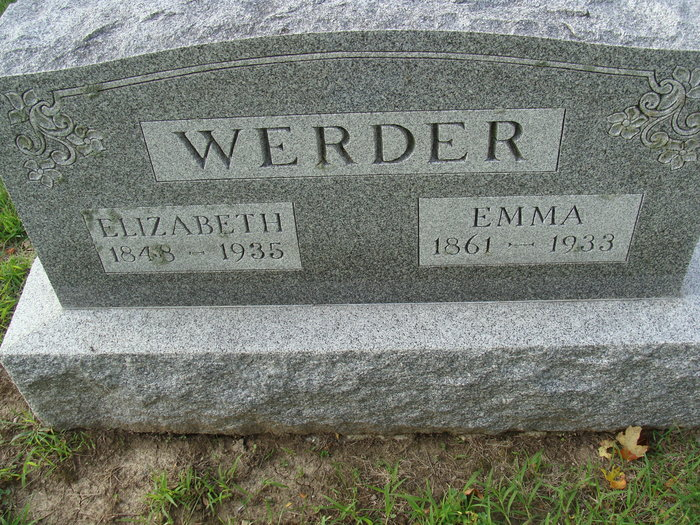 WERDER
ELIZABETH
1848 - 1935
EMMA
1861 - 1933